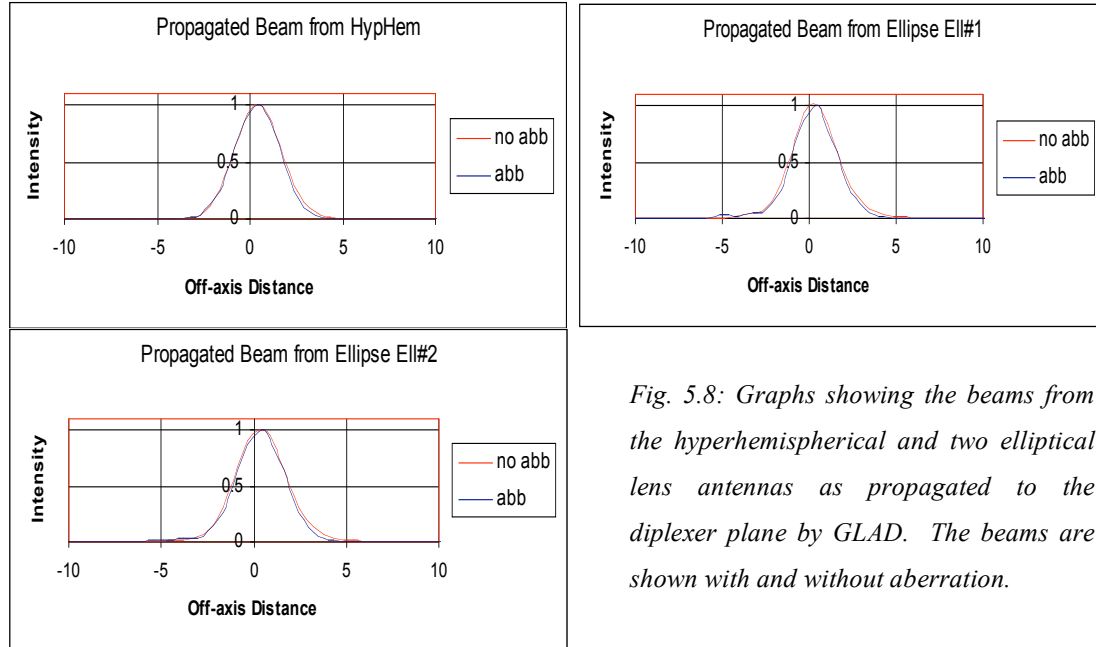 Propagated Beam from HypHem
Intensity
1
0.5
0
-10 -5 0 5 10
Off-axis Distance
no abb
abb
Propagated Beam from Ellipse Ell#1
Intensity
1
0.5
0
-10 -5 0 5 10
Off-axis Distance
no abb
abb
Propagated Beam from Ellipse Ell#2
Intensity
1
0.5
0
-10 -5 0 5 10
Off-axis Distance
no abb
abb
Fig. 5.8: Graphs showing the beams from
the hyperhemispherical and two elliptical
lens antennas as propagated to the
diplexer plane by GLAD. The beams are
shown with and without aberration.